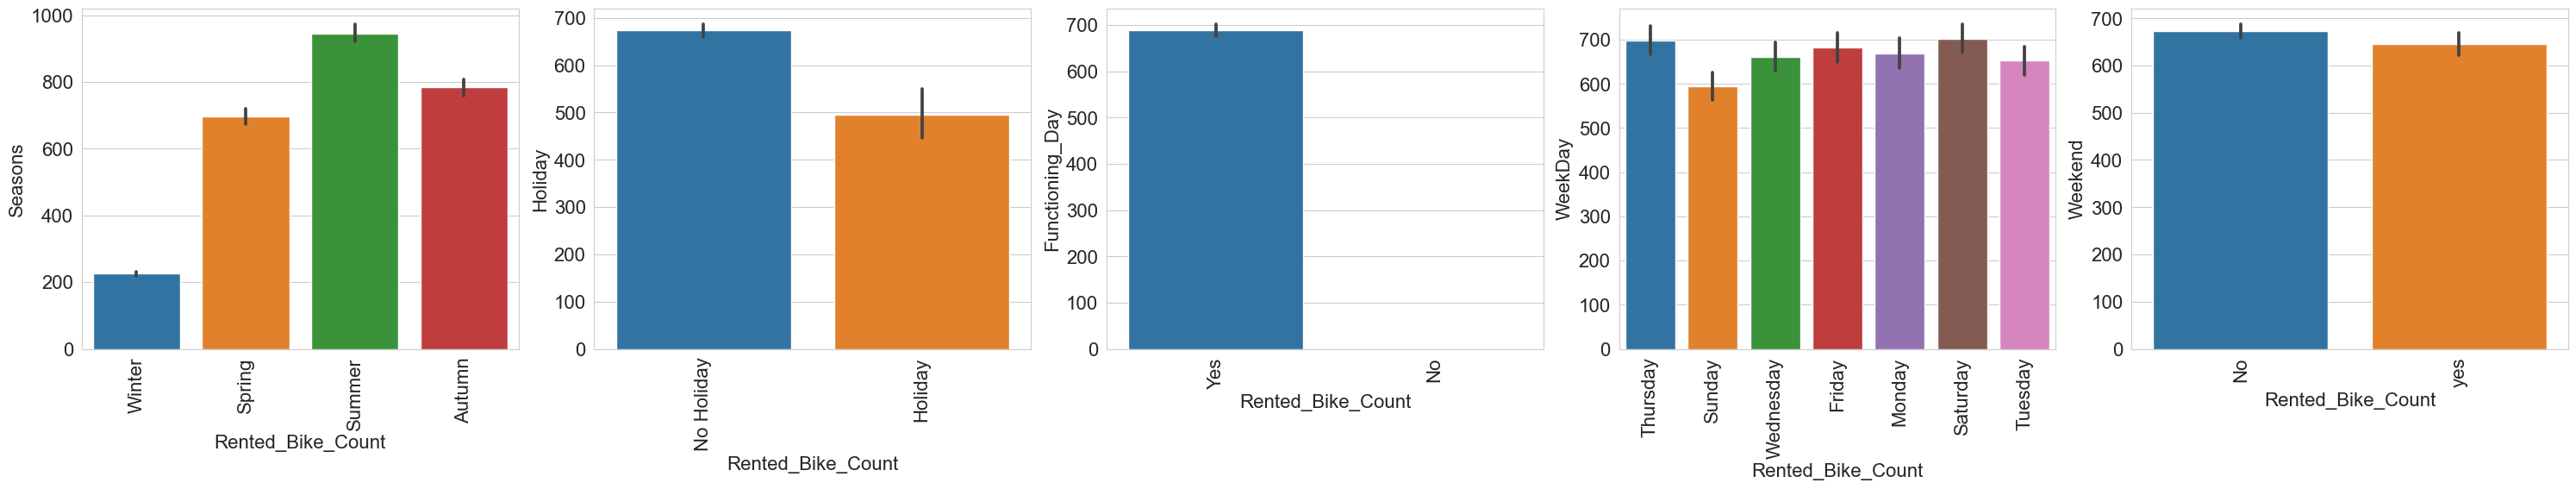 1000
800
600
400
200
0
Seasons
Winter
Spring
Summer
Autumn
Rented_Bike_Count
700
600
500
400
300
200
100
0
Holiday
No Holiday
Holiday
Rented_Bike_Count
700
600
500
400
300
200
100
0
Functioning_Day
Yes
No
Rented_Bike_Count
700
600
500
400
300
200
100
0
WeekDay
Thursday
Sunday
Wednesday
Friday
Monday
Saturday
Tuesday
Rented_Bike_Count
700
600
500
400
300
200
100
0
Weekend
No
yes
Rented_Bike_Count